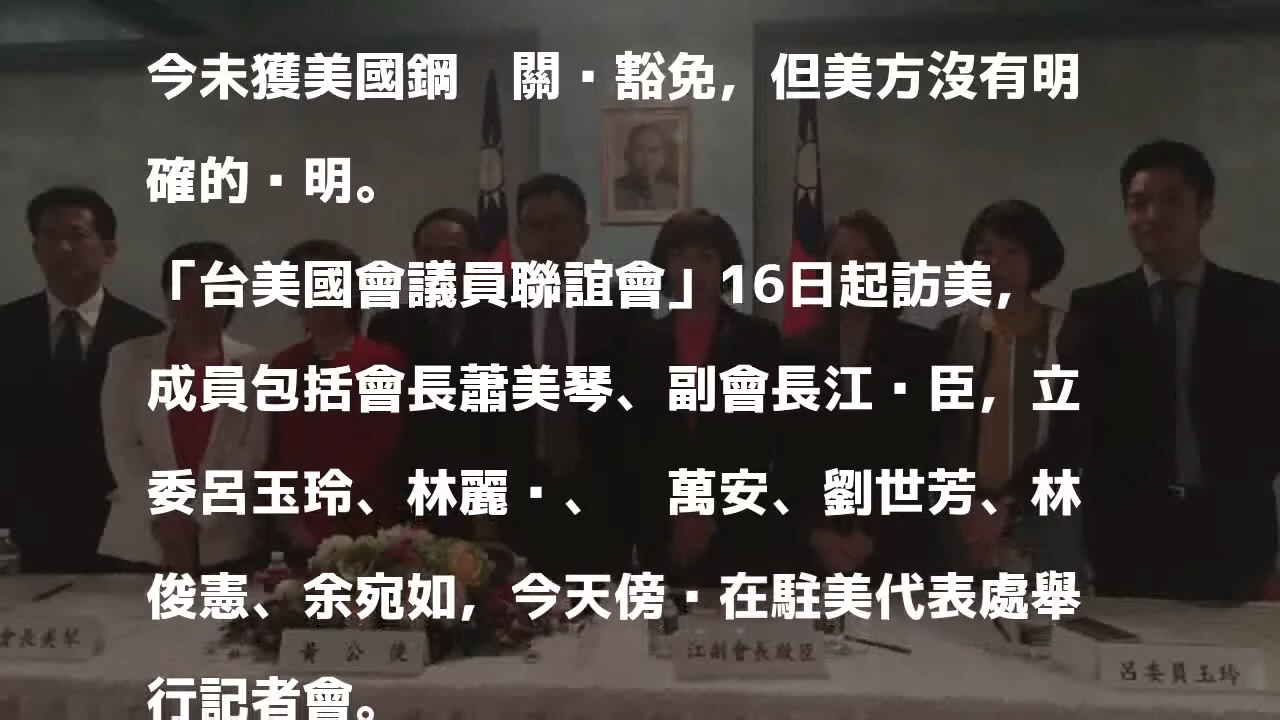 今未獲美國鋼　關▪豁免，但美方沒有明
確的▪明。
「台美國會議員聯誼會」16日起訪美，
成員包括會長蕭美琴、副會長江▪臣，立
委呂玉玲、林麗▪、　萬安、劉世芳、林
俊憲、余宛如，今天傍▪在駐美代表處舉
行記者會。
會長美琴
黃公使
江副會長啟臣
呂委員玉玲